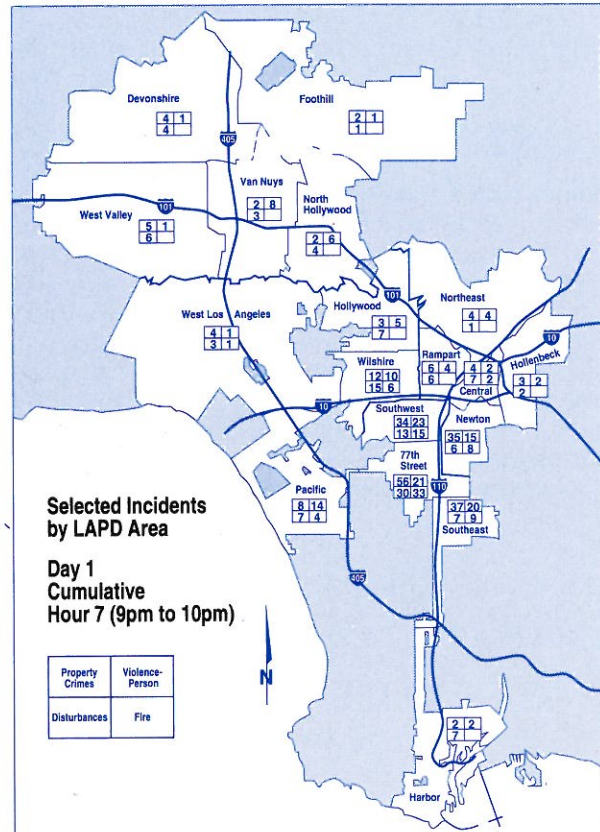 Devonshire
4 1
4
Foothill
2 1
1
405
Van Nuys
2 8
3
North
Hollywood
2 6
4
101
West Valley
5 1
6
West Los Angeles
4 1
3 1
Hollywood
3 5
7
101
Northeast
4 4
1
10
Hollenbeck
3 2
2
Wilshire
12 10
15 6
Rampart
6 4
6
4 2
7 2
Central
10
Southwest
34 23
13 15
Newton
35 15
6 8
77th
Street
56 21
30 33
110
37 20
7 9
Southeast
Pacific
8 14
7 4
405
Selected Incidents
by LAPD Area
Day 1
Cumulative
Hour 7 (9pm to 10pm)
N
Property
Crimes
Violence-
Person
Disturbances
Fire
2 2
7
Harbor